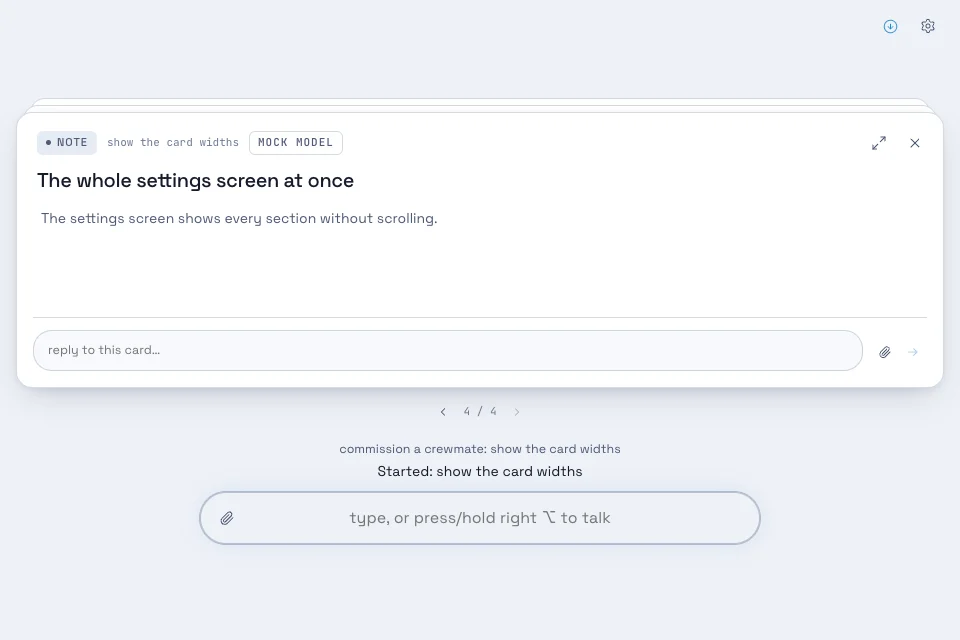 NOTE show the card widths MOCK MODEL
The whole settings screen at once
The settings screen shows every section without scrolling.
reply to this card...
4 / 4
commission a crewmate: show the card widths
Started: show the card widths
type, or press/hold right ⌥ to talk